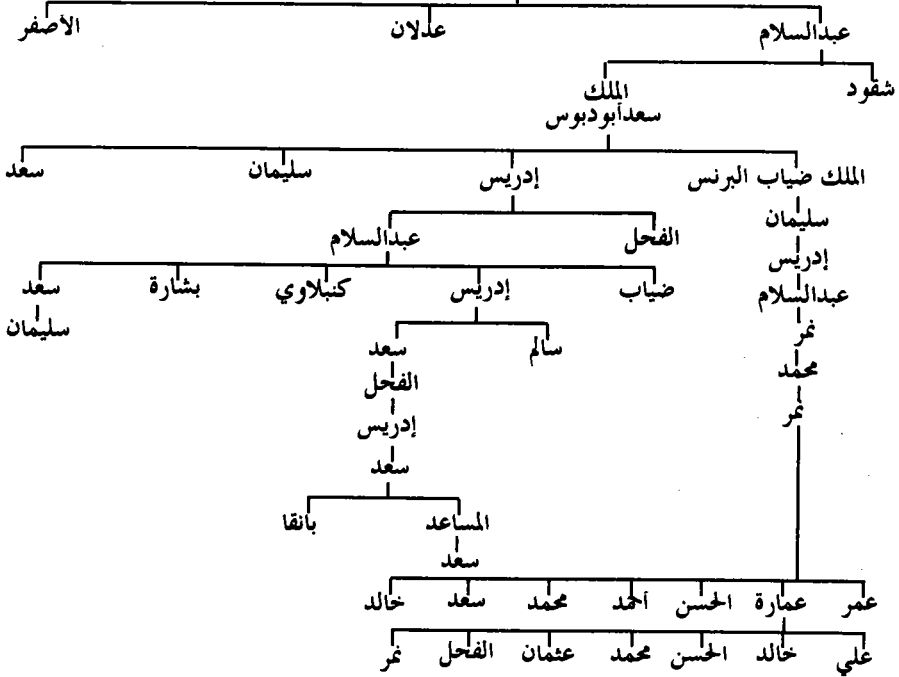 عبدالسلام عدلان الأصفر
شقود الملك
سعدأبودبوس
الملك ضياب البرنس إدريس سليمان سعد
سليمان
الفحل عبدالسلام
إدريس
ضياب إدريس كنبلاوي بشارة سعد
عبدالسلام
سليمان
نمر
سالم سعد
محمد
الفحل
نمر
إدريس
سعد
المساعد بانقا
سعد
عمر عمارة الحسن أحمد محمد سعد خالد
علي خالد الحسن محمد عثمان الفحل نمر